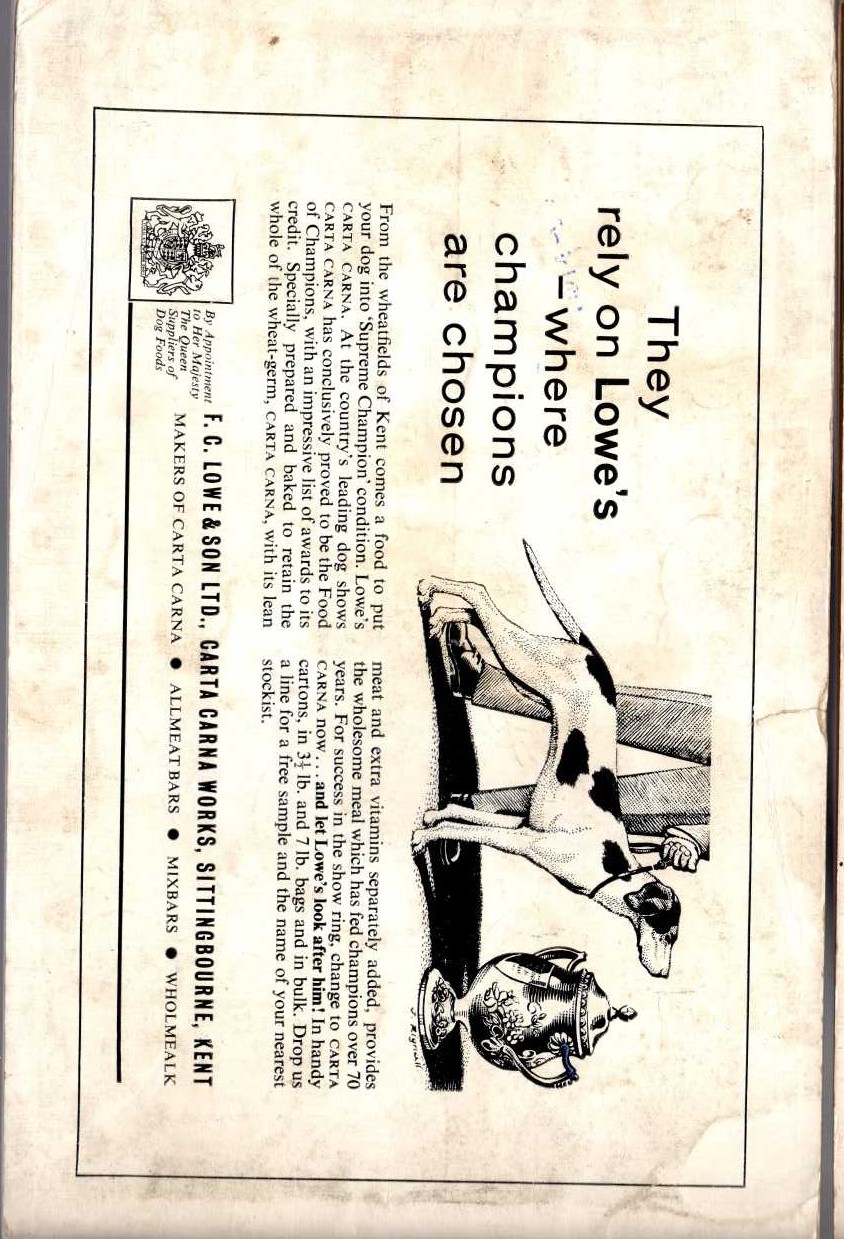 They
rely on Lowe's
–where
champions
are chosen
From the wheatfields of Kent comes a food to put
your dog into 'Supreme Champion' condition. Lowe's
CARTA CARNA. At the country's leading dog shows
CARTA CARNA has conclusively proved to be the Food
of Champions, with an impressive list of awards to its
credit. Specially prepared and baked to retain the
whole of the wheat-germ, CARTA CARNA, with its lean
meat and extra vitamins separately added, provides
the wholesome meal which has fed champions over 70
years. For success in the show ring, change to CARTA
CARNA now... and let Lowe's look after him! In handy
cartons, in 3½ lb. and 7 lb. bags and in bulk. Drop us
a line for a free sample and the name of your nearest
stockist.
By Appointment
to Her Majesty
The Queen
Suppliers of
Dog Foods
F. C. LOWE & SON LTD., CARTA CARNA WORKS, SITTINGBOURNE, KENT
MAKERS OF CARTA CARNA ● ALLMEAT BARS ● MIXBARS ● WHOLMEALK